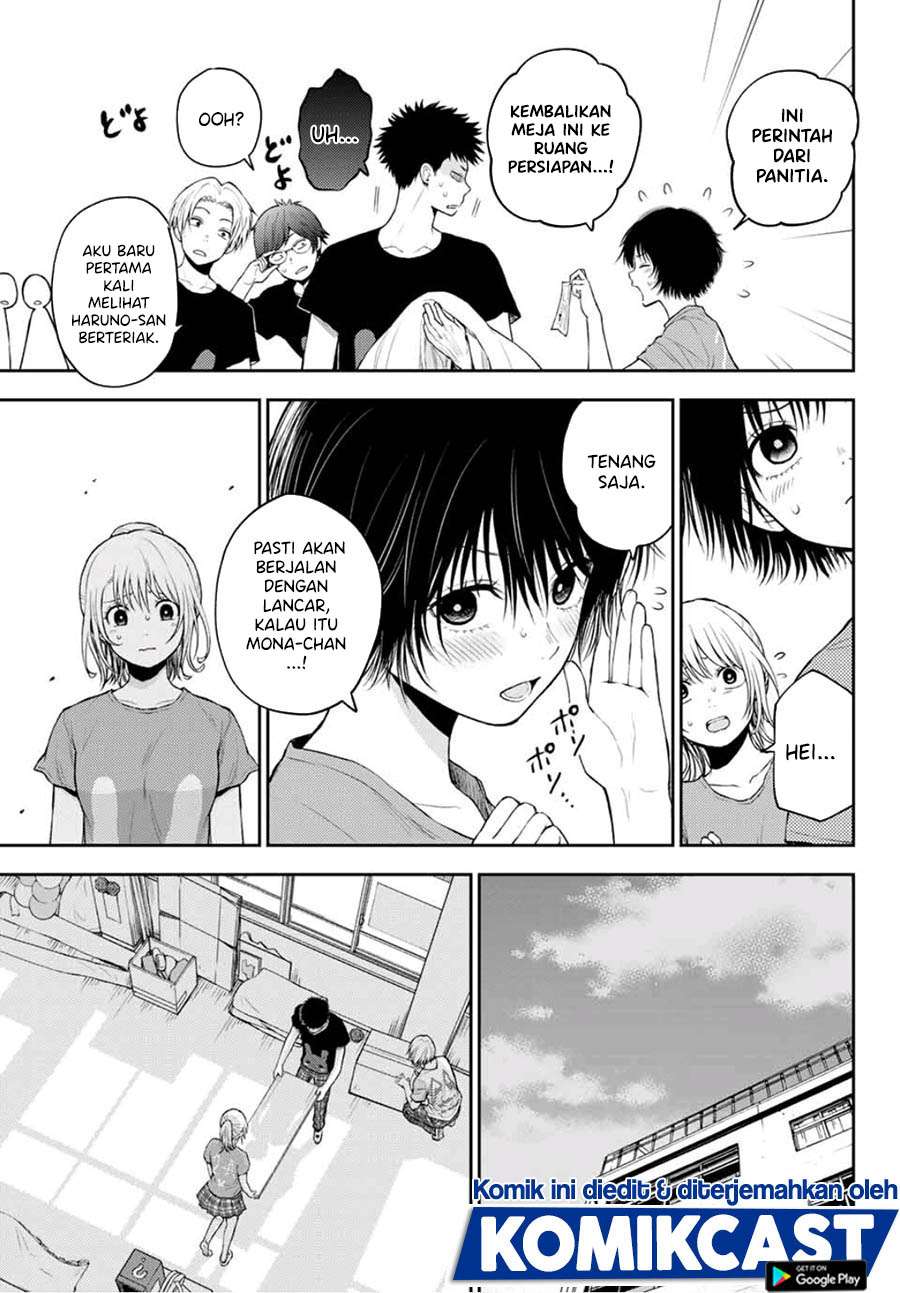 INI
PERINTAH
DARI
PANITIA.
KEMBALIKAN
MEJA INI KE
RUANG
PERSIAPAN...!
UH...
OOH?
どよ
どよ
AKU BARU
PERTAMA
KALI
MELIHAT
HARUNO-SAN
BERTERIAK.
HEI...
TENANG
SAJA.
PASTI AKAN
BERJALAN
DENGAN
LANCAR,
KALAU ITU
MONA-CHAN
...!
ポソ
ポソ...
Komik ini diedit & diterjemahkan oleh
KOMIKCAST
GET IT ON
Google Play